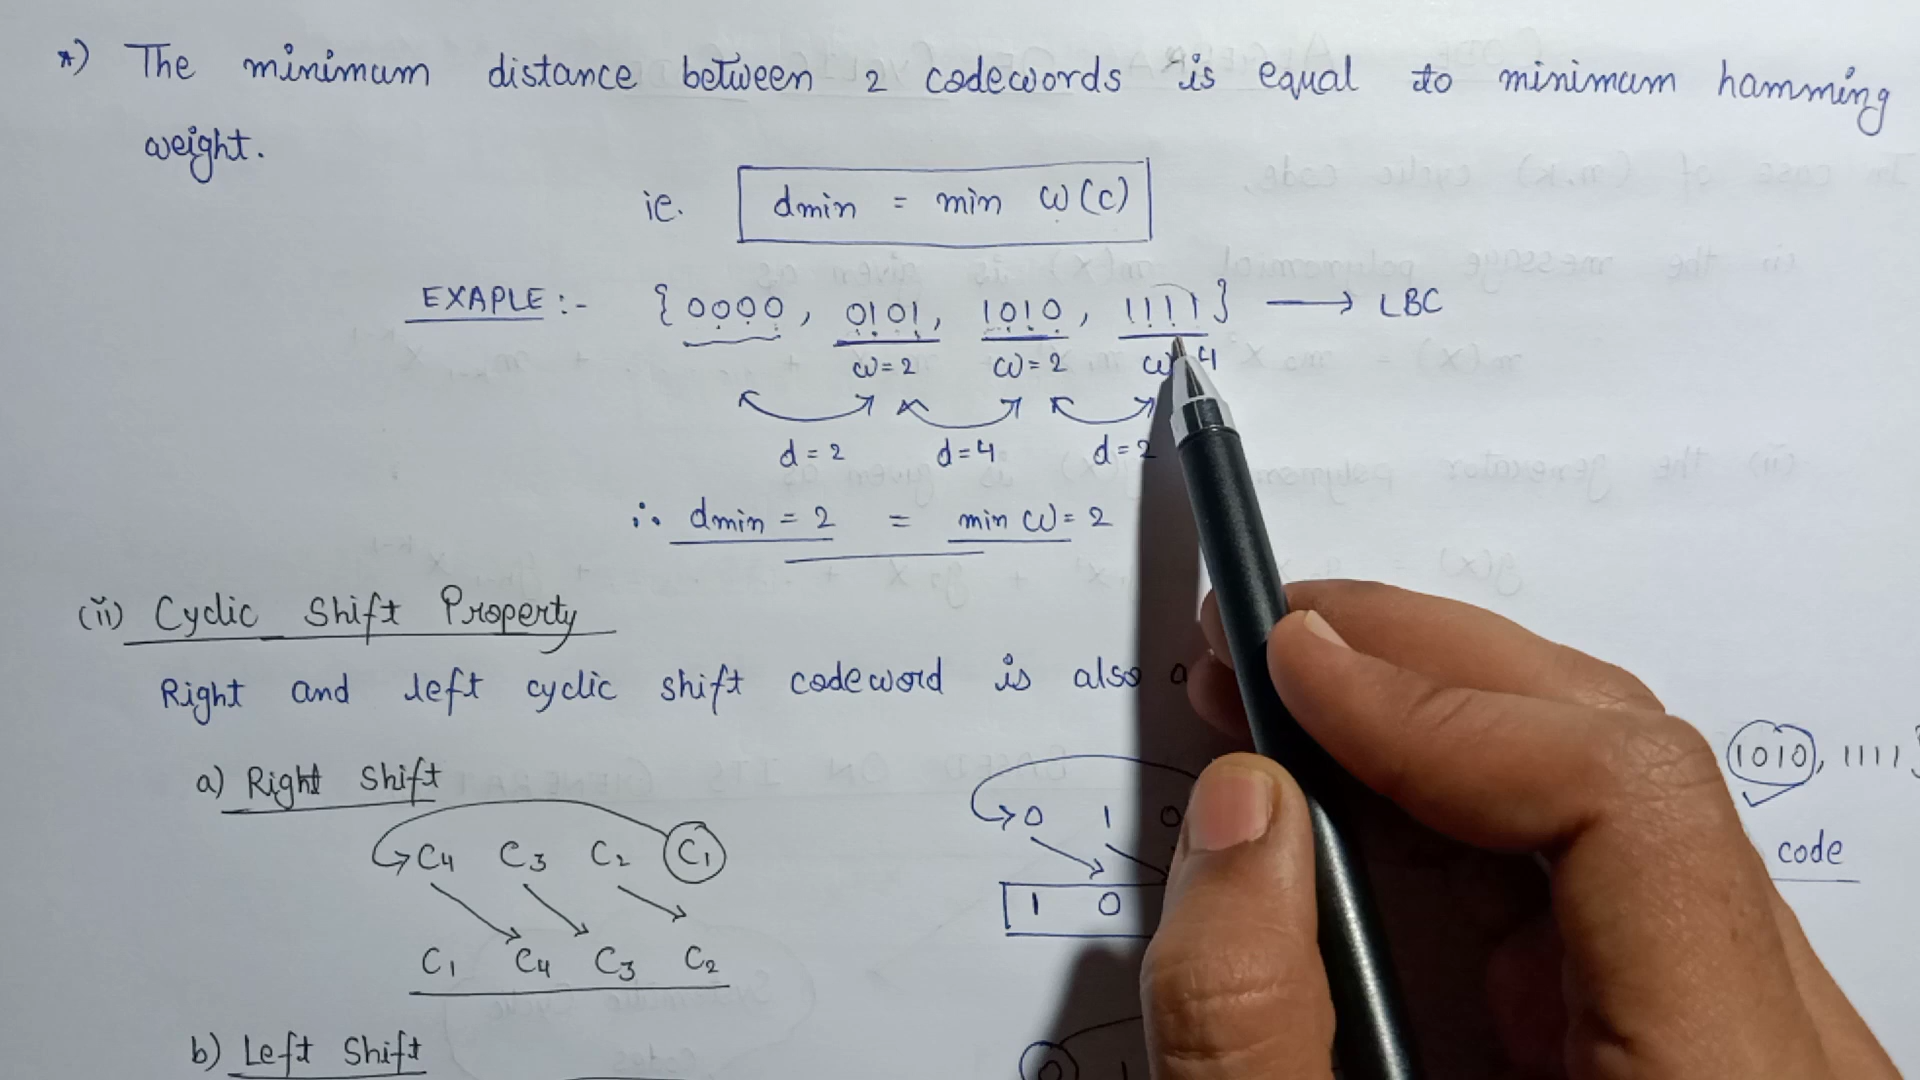 *) The minimum distance between 2 codewords is equal to minimum hamming
weight.
ie. dmin = min ω(c)
EXAPLE :- {0000, 0101, 1010, 1111} → LBC
ω=2 ω=2 ω 4
d=2 d=4 d=2
∴ dmin = 2 = min ω = 2
(ii) Cyclic Shift Property
Right and left cyclic shift codeword is also a
1010, 1111}
a) Right Shift
0 1 0
code
C4 C3 C2 C1
1 0
C1 C4 C3 C2
b) Left Shift
0 1